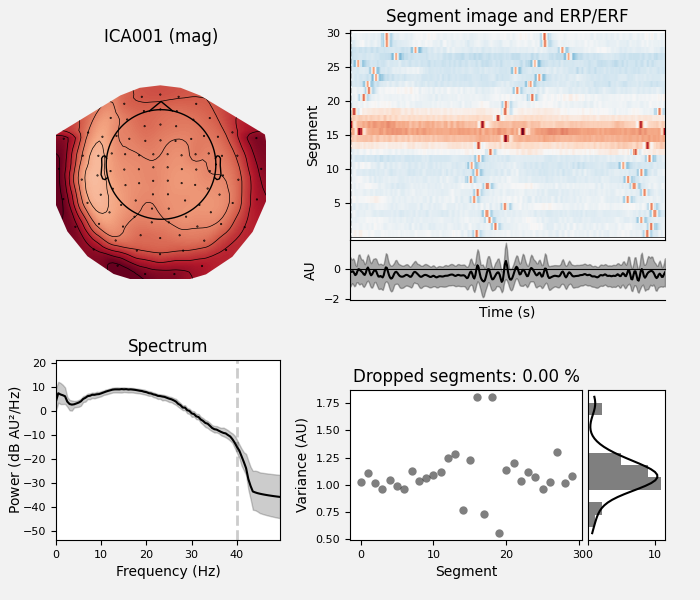 ICA001 (mag)
Segment image and ERP/ERF
Segment
30
25
20
15
10
5
AU
0
−2
Time (s)
Spectrum
Power (dB AU²/Hz)
20
10
0
−10
−20
−30
−40
−50
0 10 20 30 40
Frequency (Hz)
Dropped segments: 0.00 %
Variance (AU)
1.75
1.50
1.25
1.00
0.75
0.50
0 10 20 30
Segment
0 10